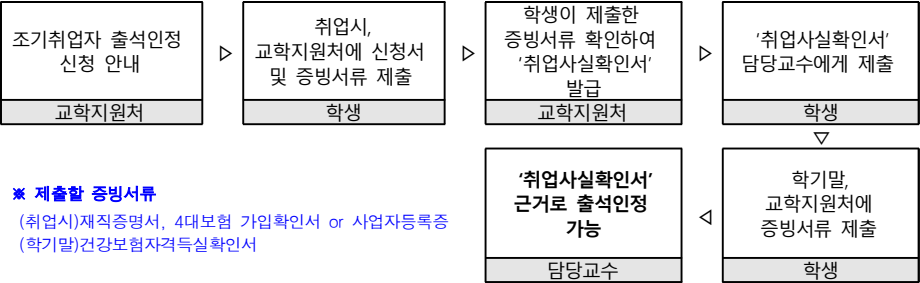 조기취업자 출석인정
신청 안내
교학지원처
▷
취업시,
교학지원처에 신청서
및 증빙서류 제출
학생
▷
학생이 제출한
증빙서류 확인하여
'취업사실확인서'
발급
교학지원처
▷
'취업사실확인서'
담당교수에게 제출
학생
▽
학기말,
교학지원처에
증빙서류 제출
학생
◁
'취업사실확인서'
근거로 출석인정
가능
담당교수
※ 제출할 증빙서류
(취업시)재직증명서, 4대보험 가입확인서 or 사업자등록증
(학기말)건강보험자격득실확인서